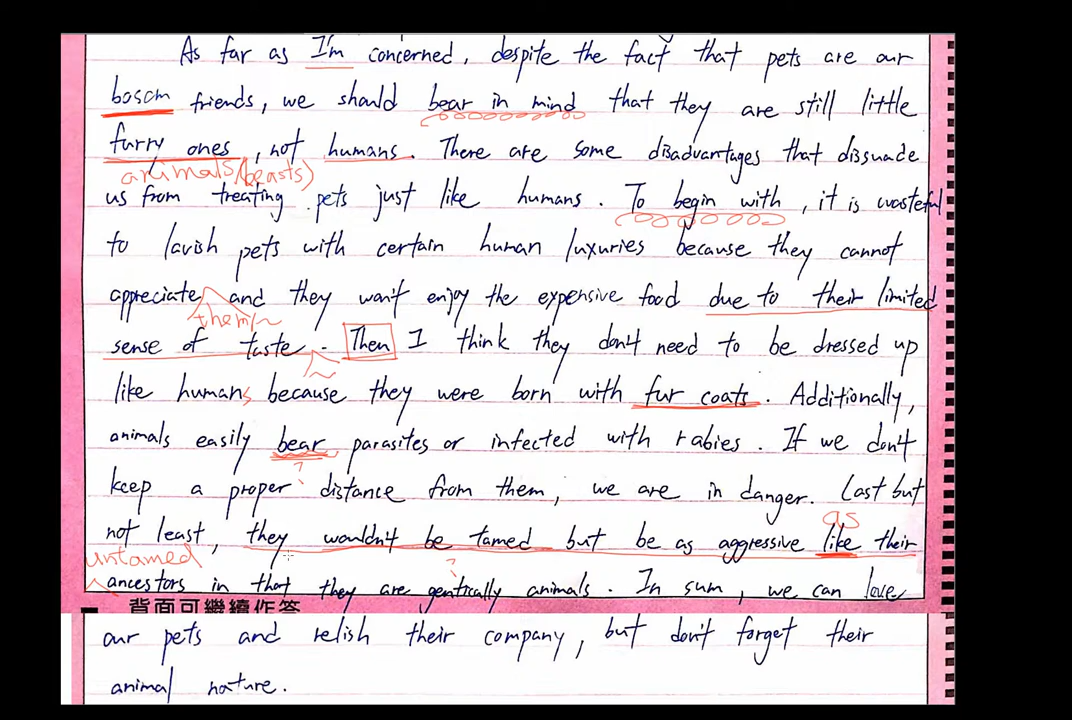 As far as I'm concerned, despite the fact that pets are our
bosom friends, we should bear in mind that they are still little
furry ones, not humans. There are some disadvantages that dissuade
animals/(beasts)
us from treating pets just like humans. To begin with, it is wasteful
to lavish pets with certain human luxuries because they cannot
appreciate and they won't enjoy the expensive food due to their limited
them
sense of taste. Then I think they don't need to be dressed up
like humans because they were born with fur coats. Additionally,
animals easily bear parasites or infected with rabies. If we don't
?
keep a proper distance from them, we are in danger. Last but
as
not least, they wouldn't be tamed but be as aggressive like their
untamed
?
ancestors in that they are gentically animals. In sum, we can love
背面可繼續作答
our pets and relish their company, but don't forget their
animal nature.